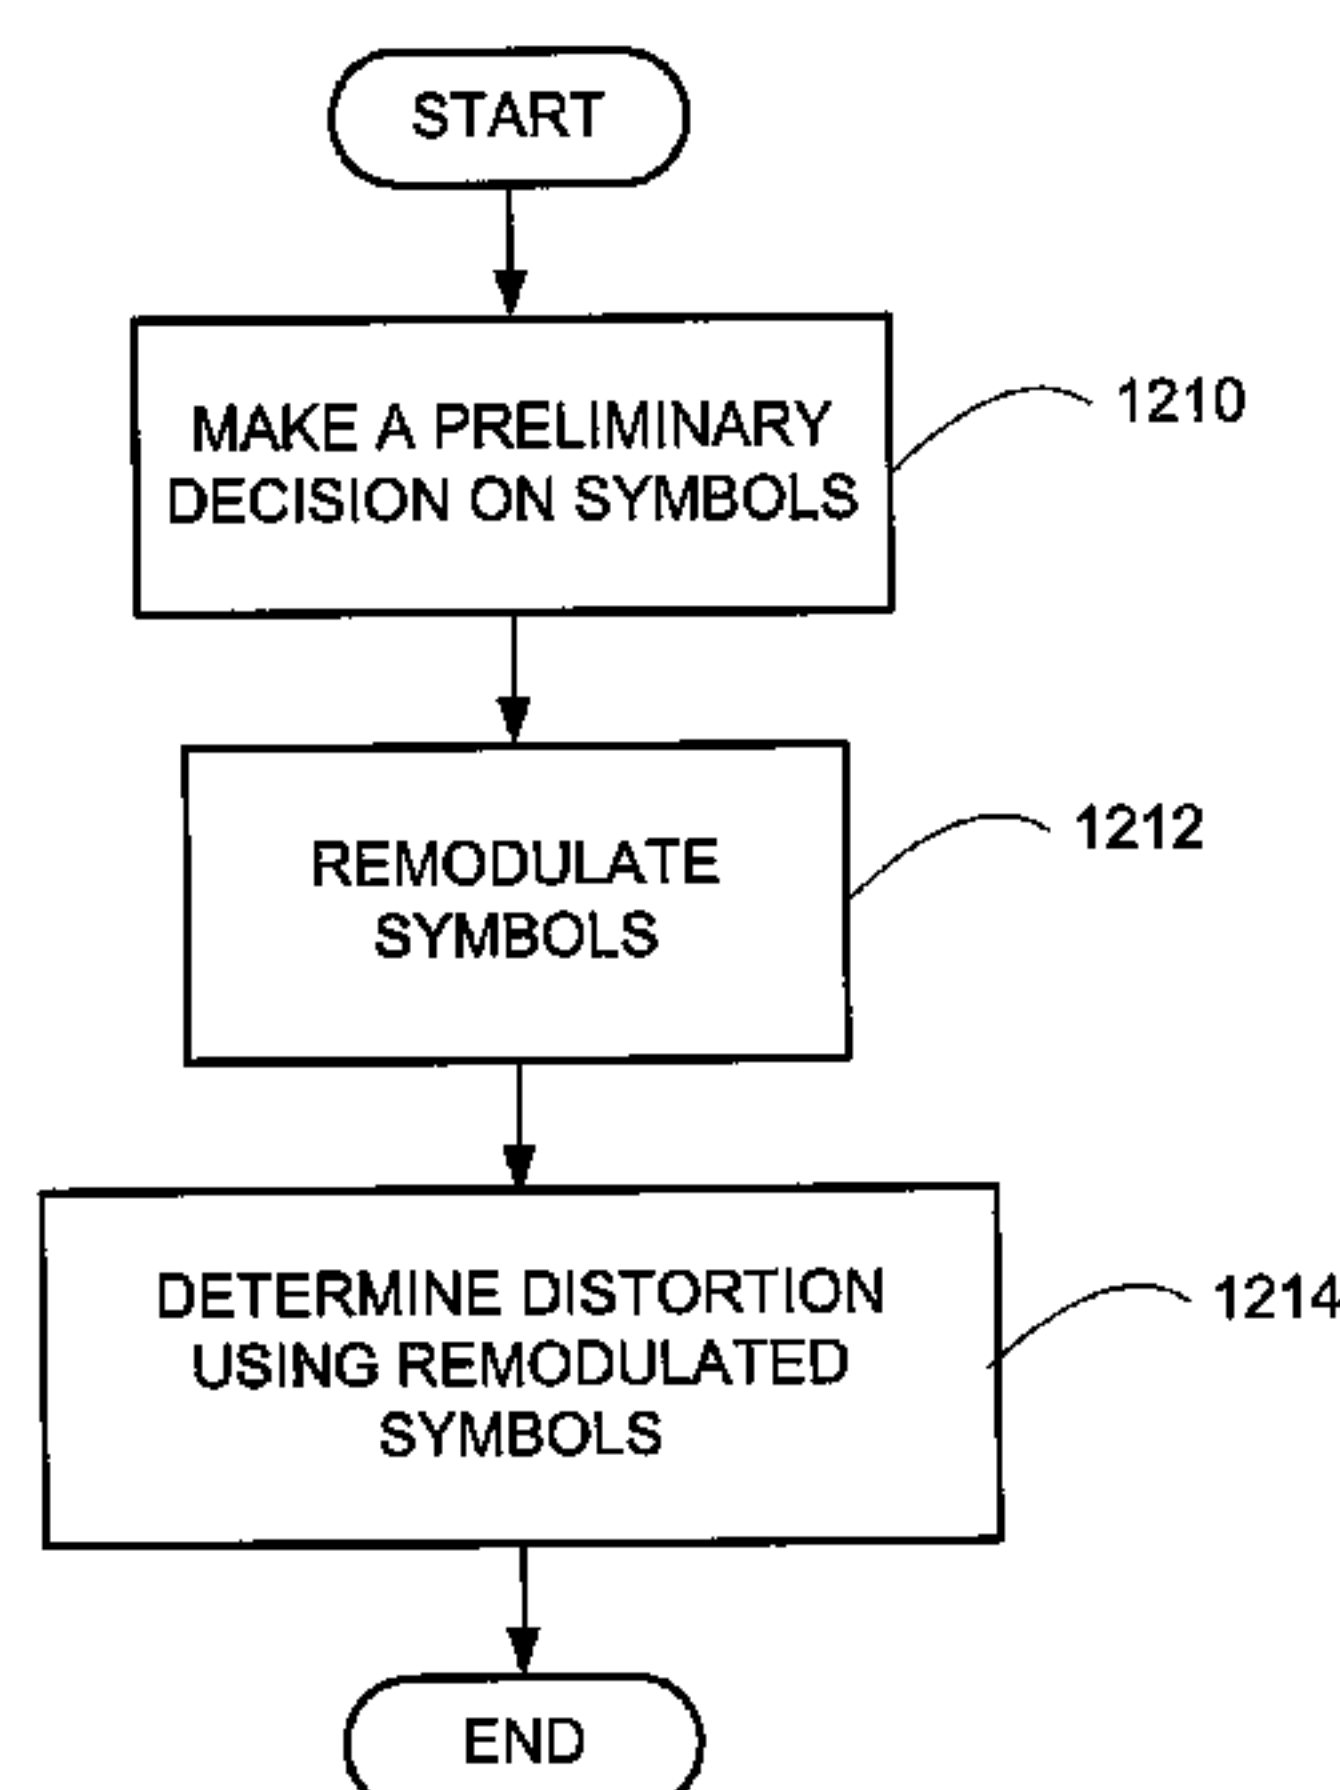 START
MAKE A PRELIMINARY
DECISION ON SYMBOLS
1210
REMODULATE
SYMBOLS
1212
DETERMINE DISTORTION
USING REMODULATED
SYMBOLS
1214
END